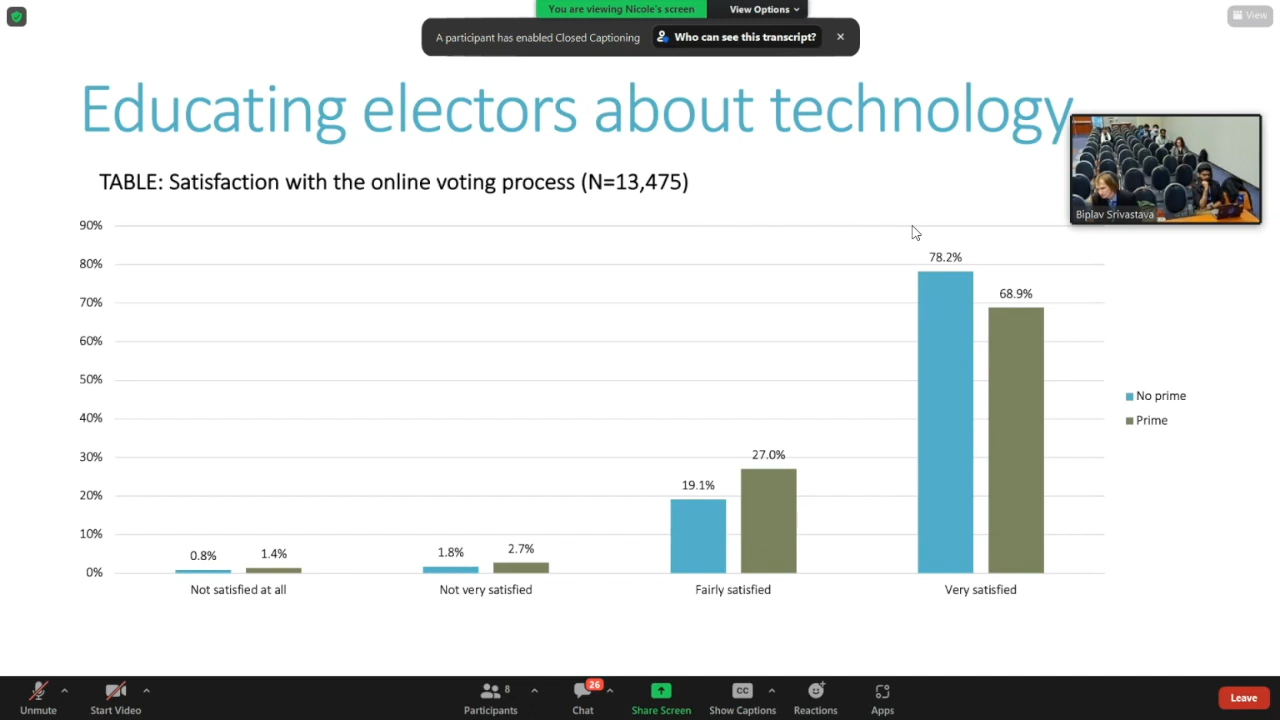 You are viewing Nicole's screen
View Options
View
A participant has enabled Closed Captioning
Who can see this transcript?
Educating electors about technology
Biplav Srivastava
TABLE: Satisfaction with the online voting process (N=13,475)
90%
80%
70%
60%
50%
40%
30%
20%
10%
0%
0.8%
1.4%
1.8%
2.7%
19.1%
27.0%
78.2%
68.9%
Not satisfied at all
Not very satisfied
Fairly satisfied
Very satisfied
No prime
Prime
Unmute
Start Video
Participants
8
Chat
26
Share Screen
CC
Show Captions
Reactions
Apps
Leave